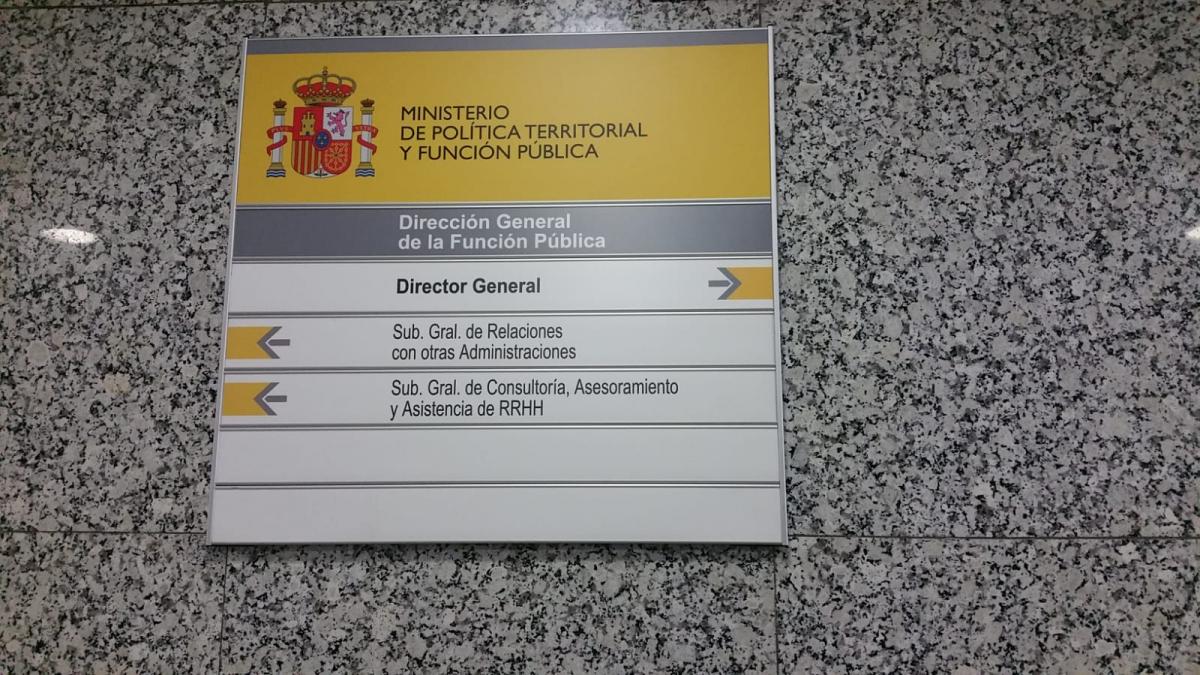 MINISTERIO
DE POLÍTICA TERRITORIAL
Y FUNCIÓN PÚBLICA
Dirección General
de la Función Pública
Director General
Sub. Gral. de Relaciones
con otras Administraciones
Sub. Gral. de Consultoría, Asesoramiento
y Asistencia de RRHH